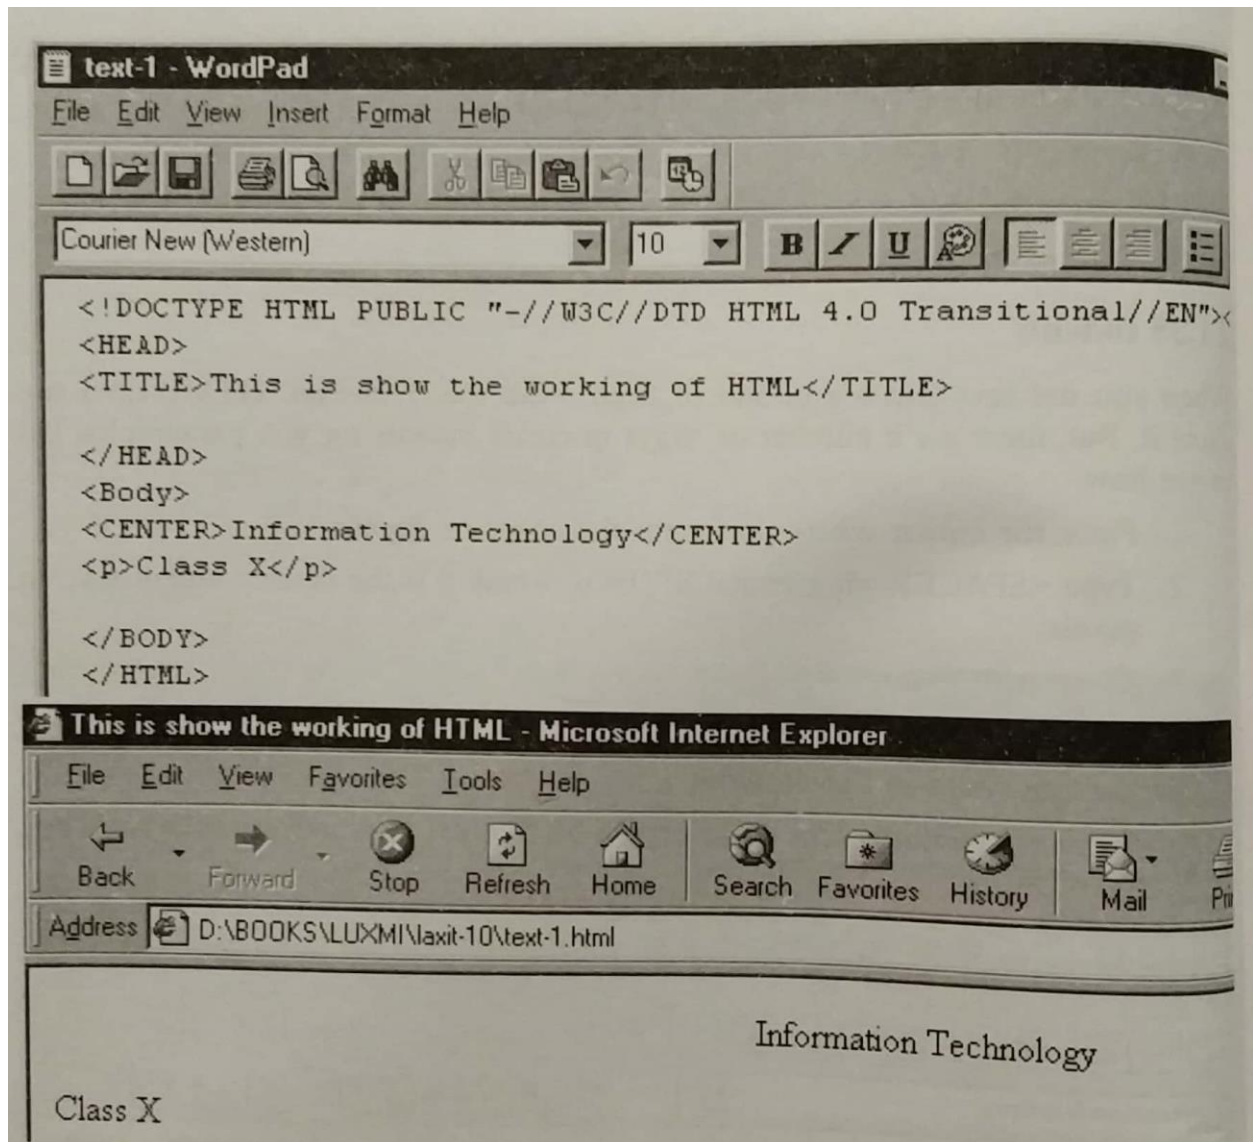 text-1 - WordPad
File Edit View Insert Format Help
Courier New (Western) 10 B I U
<!DOCTYPE HTML PUBLIC "-//W3C//DTD HTML 4.0 Transitional//EN"><
<HEAD>
<TITLE>This is show the working of HTML</TITLE>
</HEAD>
<Body>
<CENTER>Information Technology</CENTER>
<p>Class X</p>
</BODY>
</HTML>
This is show the working of HTML - Microsoft Internet Explorer
File Edit View Favorites Tools Help
Back Forward Stop Refresh Home Search Favorites History Mail
Address D:\BOOKS\LUXMI\laxit-10\text-1.html
Information Technology
Class X